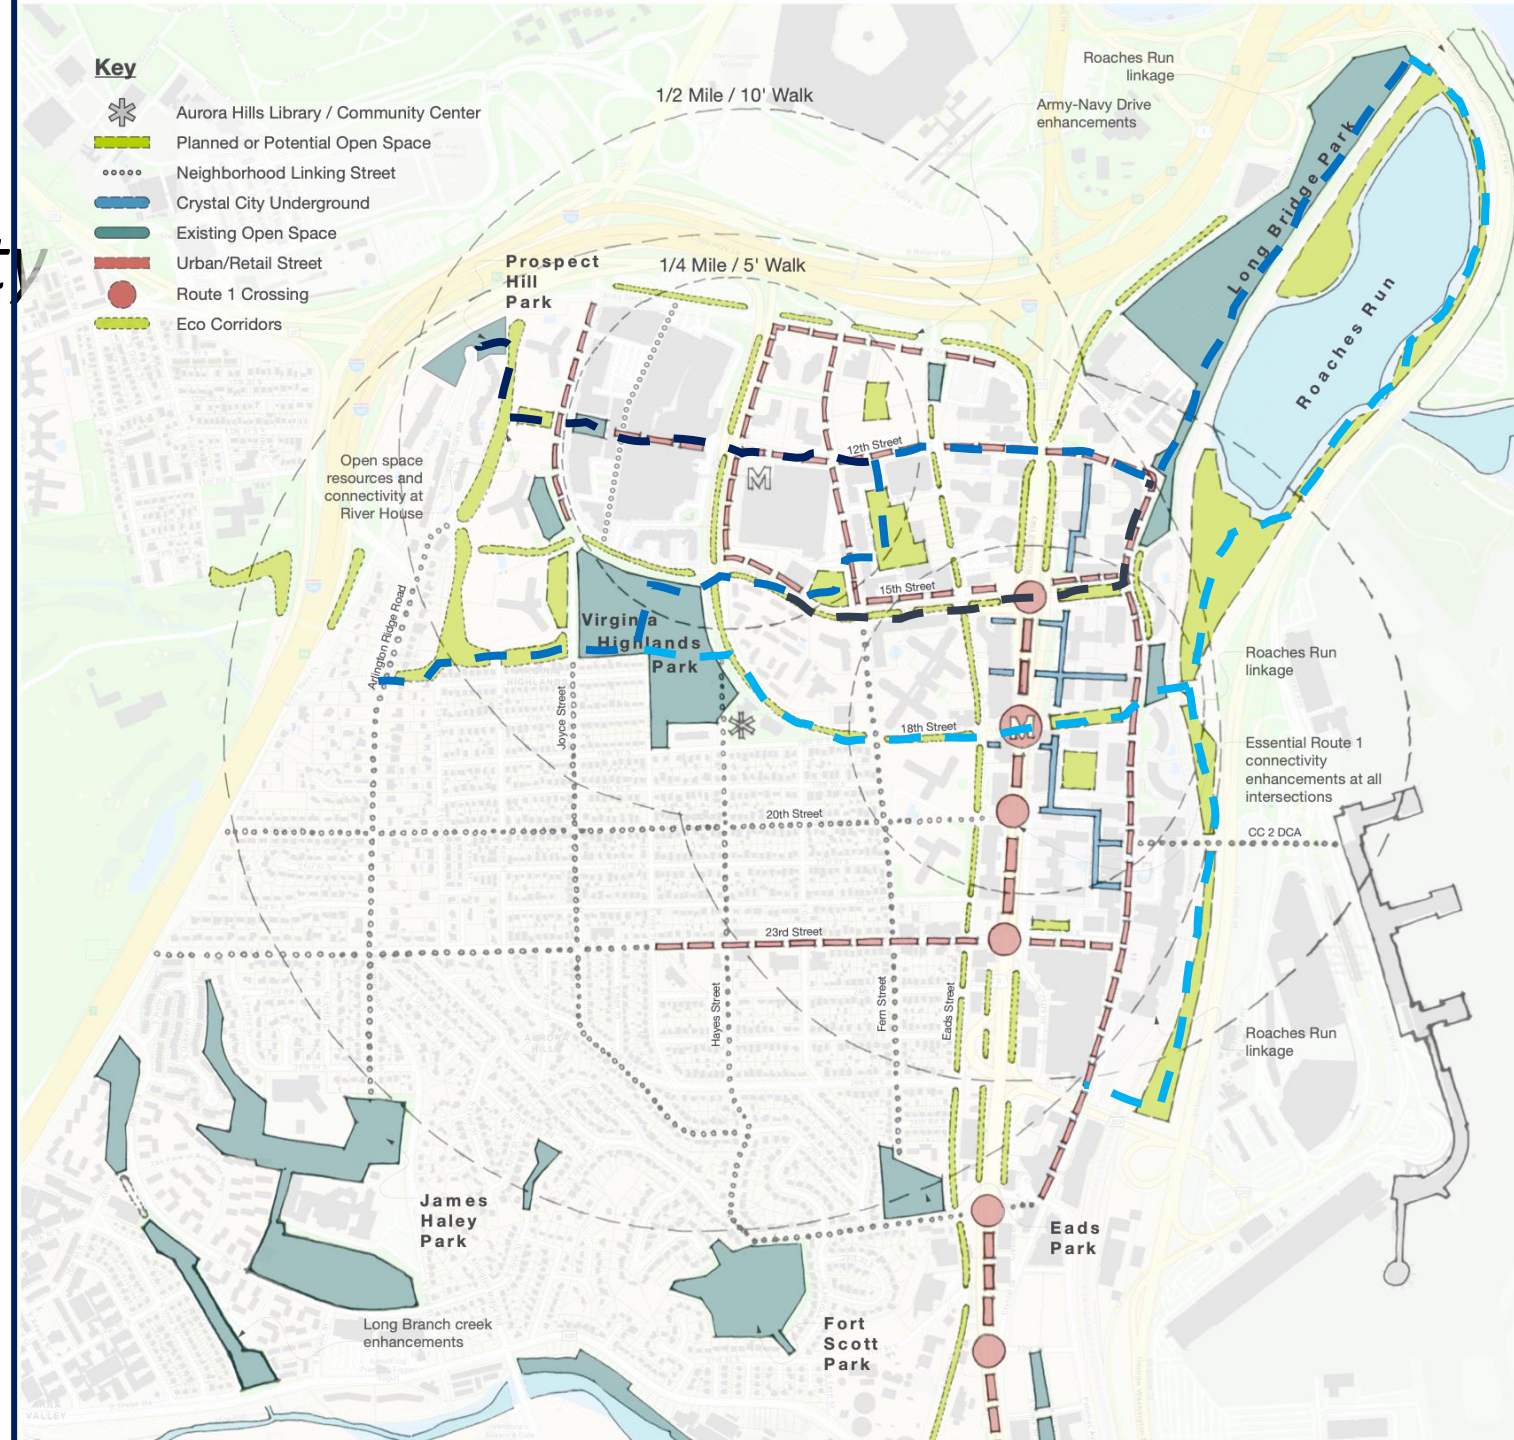 Key
Aurora Hills Library / Community Center
Planned or Potential Open Space
Neighborhood Linking Street
Crystal City Underground
Existing Open Space
Urban/Retail Street
Route 1 Crossing
Eco Corridors
ty
1/2 Mile / 10' Walk
1/4 Mile / 5' Walk
Roaches Run
linkage
Army-Navy Drive
enhancements
Long Bridge Park
Roaches Run
Prospect
Hill
Park
Open space
resources and
connectivity at
River House
12th Street
M
15th Street
Virginia
Highlands
Park
Arlington Ridge Road
Joyce Street
18th Street
M
Roaches Run
linkage
Essential Route 1
connectivity
enhancements at all
intersections
20th Street
CC 2 DCA
23rd Street
Hayes Street
Fern Street
Eads Street
Roaches Run
linkage
James
Haley
Park
Eads
Park
Long Branch creek
enhancements
Fort
Scott
Park
VALLEY